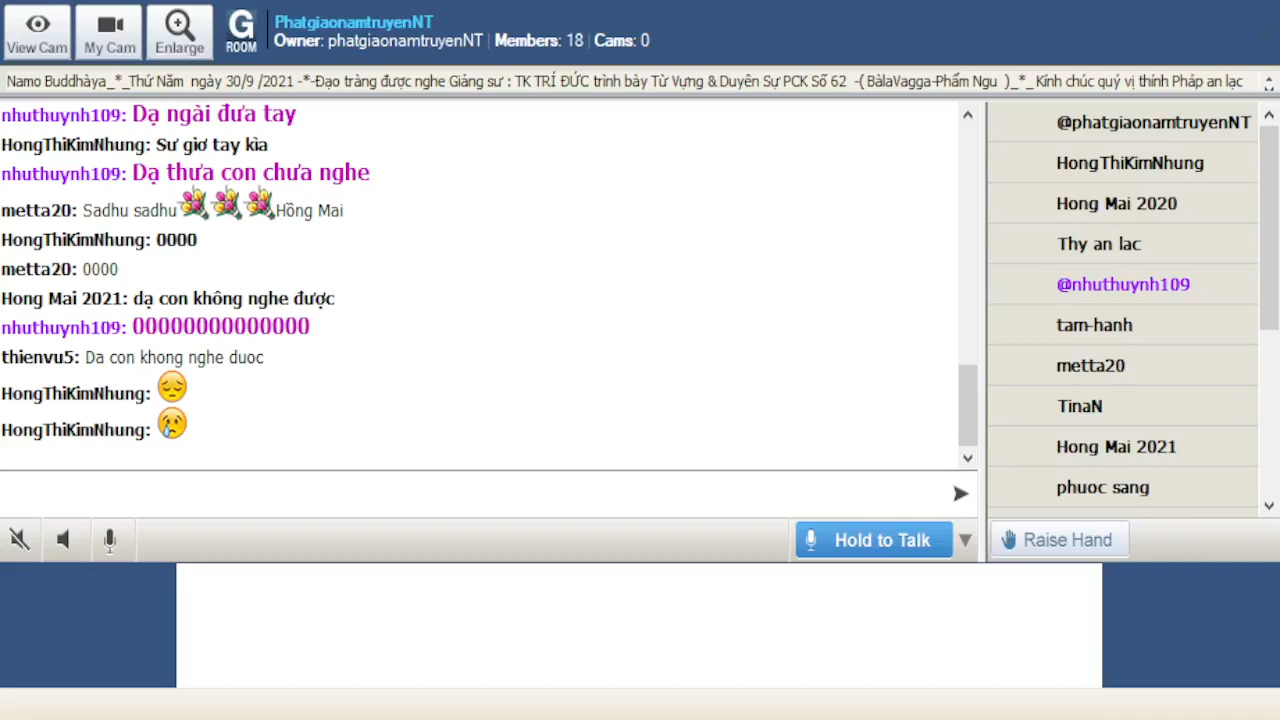 View Cam
My Cam
Enlarge
G
ROOM
PhatgiaonamtruyenNT
Owner: phatgiaonamtruyenNT | Members: 18 | Cams: 0
Namo Buddhàya_*_Thứ Năm ngày 30/9 /2021 -*-Đạo tràng được nghe Giảng sư : TK TRÍ ĐỨC trình bày Từ Vựng & Duyên Sự PCK Số 62 -( BàlaVagga-Phẩm Ngu )_*_ Kính chúc quý vị thính Pháp an lạc
nhuthuynh109: Dạ ngài đưa tay
HongThiKimNhung: Sư giơ tay kìa
nhuthuynh109: Dạ thưa con chưa nghe
metta20: Sadhu sadhu Hồng Mai
HongThiKimNhung: 0000
metta20: 0000
Hong Mai 2021: dạ con không nghe được
nhuthuynh109: 00000000000000
thienvu5: Da con khong nghe duoc
HongThiKimNhung:
HongThiKimNhung:
@phatgiaonamtruyenNT
HongThiKimNhung
Hong Mai 2020
Thy an lac
@nhuthuynh109
tam-hanh
metta20
TinaN
Hong Mai 2021
phuoc sang
Hold to Talk
Raise Hand